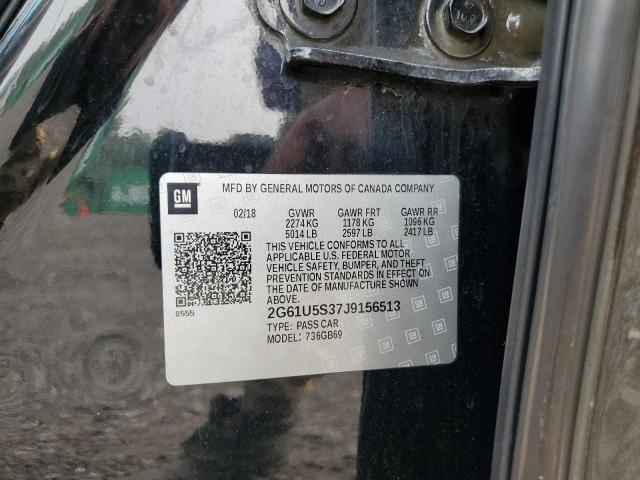 GM
MFD BY GENERAL MOTORS OF CANADA COMPANY
02/18 GVWR GAWR FRT GAWR RR
2274 KG 1178 KG 1096 KG
5014 LB 2597 LB 2417 LB
THIS VEHICLE CONFORMS TO ALL
APPLICABLE U.S. FEDERAL MOTOR
VEHICLE SAFETY, BUMPER, AND THEFT
PREVENTION STANDARDS IN EFFECT ON
THE DATE OF MANUFACTURE SHOWN
ABOVE.
8555
2G61U5S37J9156513
TYPE: PASS CAR
MODEL: 736GB69